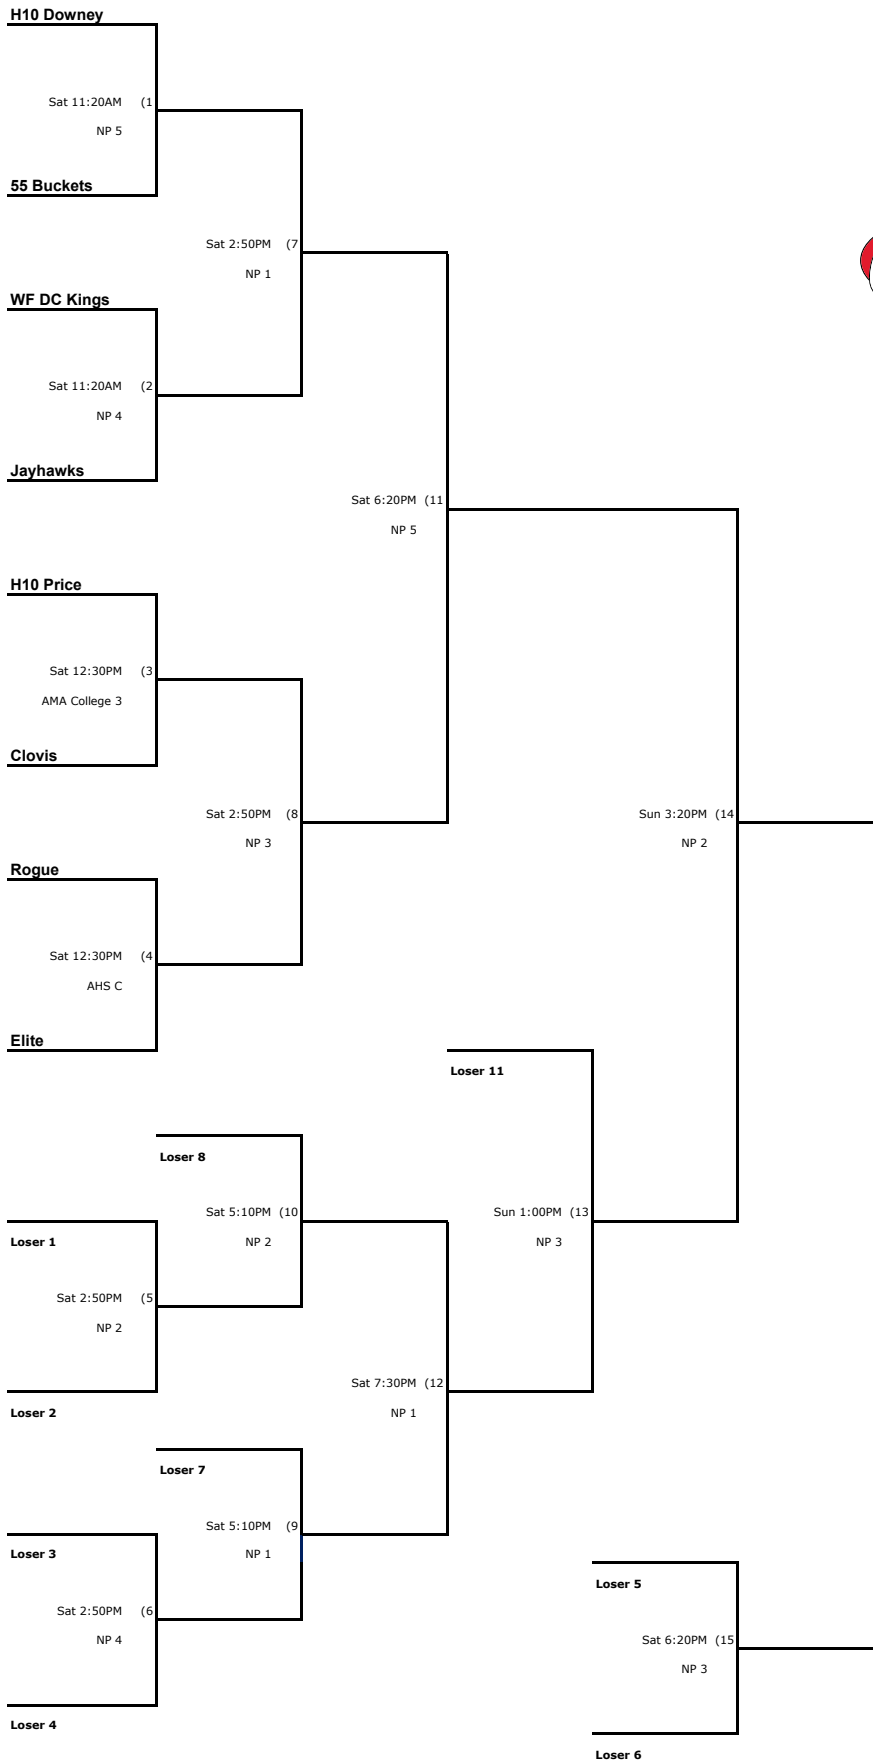 H10 Downey
Sat 11:20AM (1
NP 5
55 Buckets
Sat 2:50PM (7
NP 1
WF DC Kings
Sat 11:20AM (2
NP 4
Jayhawks
Sat 6:20PM (11
NP 5
H10 Price
Sat 12:30PM (3
AMA College 3
Clovis
Sat 2:50PM (8
NP 3
Sun 3:20PM (14
NP 2
Rogue
Sat 12:30PM (4
AHS C
Elite
Loser 11
Loser 8
Sat 5:10PM (10
NP 2
Sun 1:00PM (13
NP 3
Loser 1
Sat 2:50PM (5
NP 2
Loser 2
Sat 7:30PM (12
NP 1
Loser 7
Sat 5:10PM (9
NP 1
Loser 3
Sat 2:50PM (6
NP 4
Loser 4
Loser 5
Sat 6:20PM (15
NP 3
Loser 6